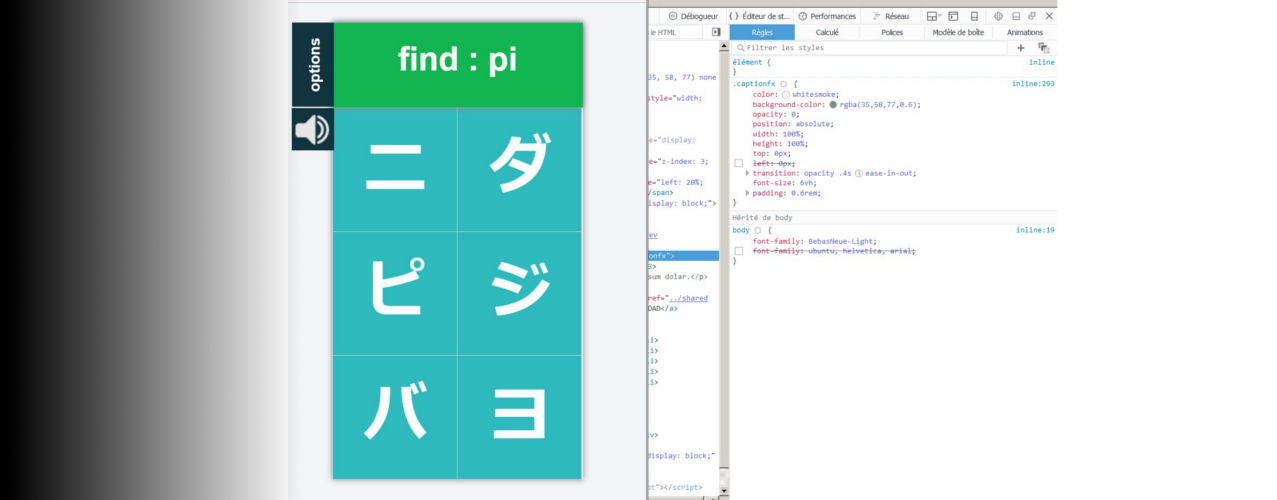 options
find : pi
ニ ダ
ピ ジ
バ ヨ
Débogueur
{ } Éditeur de st...
Performances
Réseau
le HTML
Règles
Calculé
Polices
Modèle de boîte
Animations
Filtrer les styles
+
35, 58, 77) none
style="width:
e="display:
e="z-index: 3;
e="left: 20%;
/span>
isplay: block;">
ev
onfx">
3>
sum dolar.</p>
ref="../shared
DAD</a>
i>
i>
i>
i>
i>
v>
display: block;"
pt"></script>
élément {
inline
}
.captionfx {
inline:293
color: whitesmoke;
background-color: rgba(35,58,77,0.6);
opacity: 0;
position: absolute;
width: 100%;
height: 100%;
top: 0px;
left: 0px;
transition: opacity .4s ease-in-out;
font-size: 6vh;
padding: 0.6rem;
}
Hérité de body
body {
inline:19
font-family: BebasNeue-Light;
font-family: ubuntu, helvetica, arial;
}